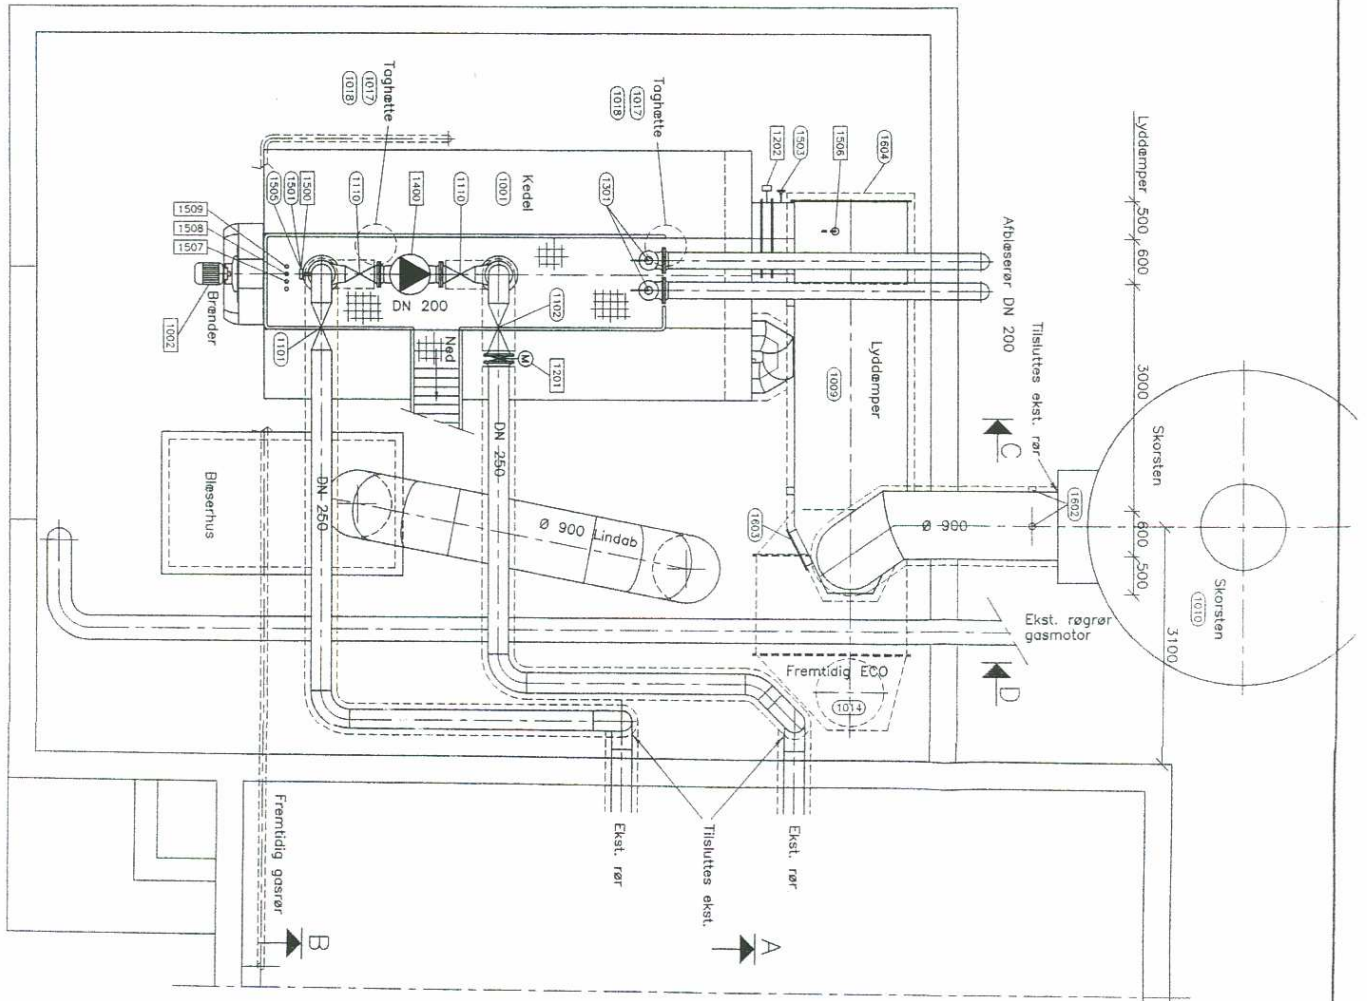 Taghætte
1017
1018
Taghætte
1017
1018
1202
1503
1506
1604
Lyddæmper
500
600
3000
600
500
3100
Afblæserør DN 200
Tilsluttes ekst. rør
Kedel
1001
1110
1400
1110
1500
1501
1505
1301
1509
1508
1507
Brænder
1002
1101
DN 200
1102
Ned
M
1201
Lyddæmper
1009
C
Skorsten
Skorsten
1010
1602
Ø 900
1603
DN 250
DN 250
Blæserhus
Ø 900 Lindab
Ekst. røgrør
gasmotor
D
Fremtidig ECO
1014
Fremtidig gasrør
Ekst. rør
Tilsluttes ekst.
Ekst. rør
B
A